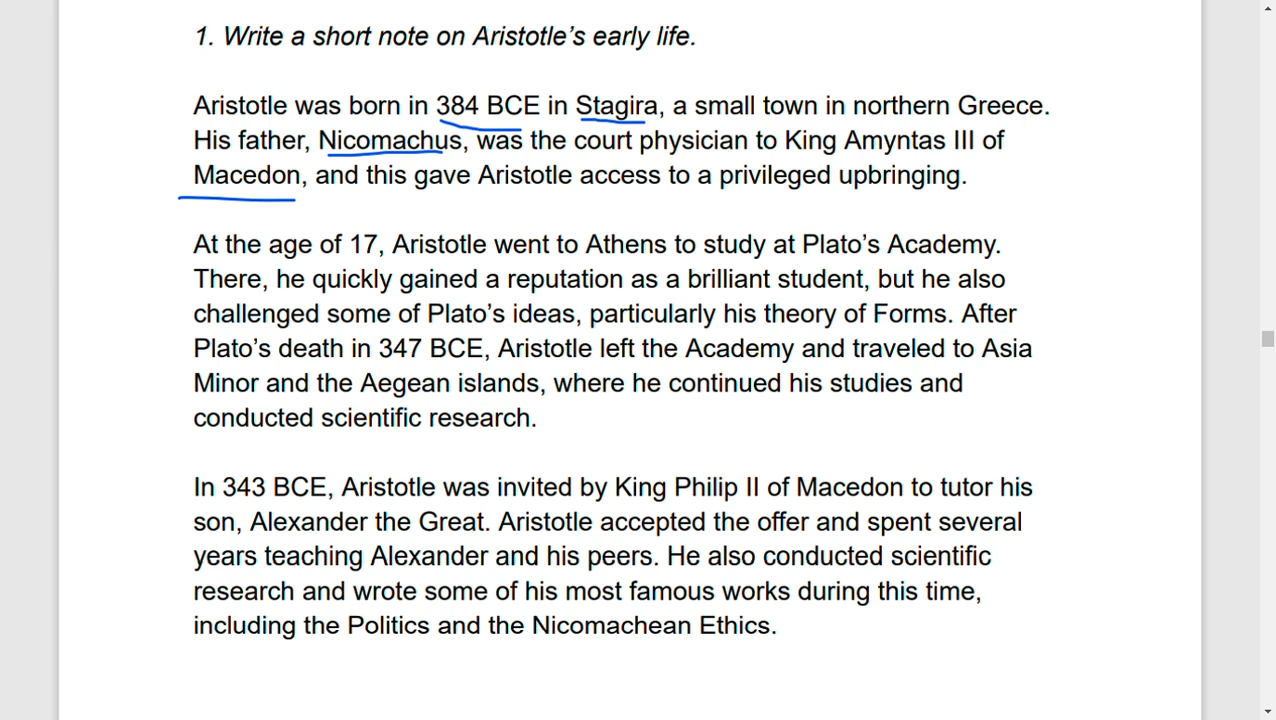 1. Write a short note on Aristotle’s early life.
Aristotle was born in 384 BCE in Stagira, a small town in northern Greece.
His father, Nicomachus, was the court physician to King Amyntas III of
Macedon, and this gave Aristotle access to a privileged upbringing.
At the age of 17, Aristotle went to Athens to study at Plato’s Academy.
There, he quickly gained a reputation as a brilliant student, but he also
challenged some of Plato’s ideas, particularly his theory of Forms. After
Plato’s death in 347 BCE, Aristotle left the Academy and traveled to Asia
Minor and the Aegean islands, where he continued his studies and
conducted scientific research.
In 343 BCE, Aristotle was invited by King Philip II of Macedon to tutor his
son, Alexander the Great. Aristotle accepted the offer and spent several
years teaching Alexander and his peers. He also conducted scientific
research and wrote some of his most famous works during this time,
including the Politics and the Nicomachean Ethics.